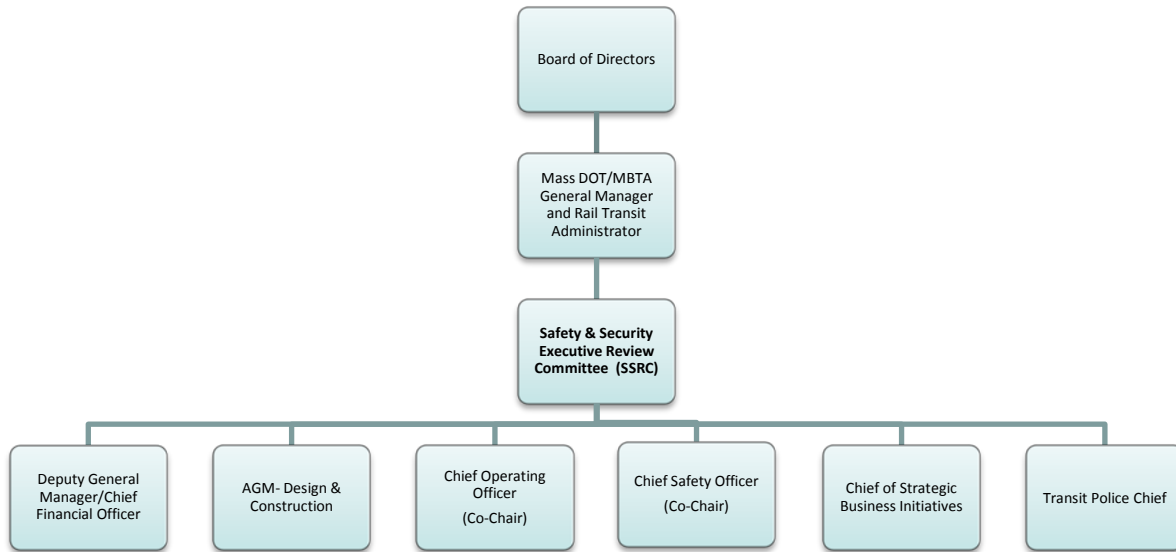 Board of Directors
Mass DOT/MBTA
General Manager
and Rail Transit
Administrator
Safety & Security
Executive Review
Committee (SSRC)
Deputy General
Manager/Chief
Financial Officer
AGM- Design &
Construction
Chief Operating
Officer
(Co-Chair)
Chief Safety Officer
(Co-Chair)
Chief of Strategic
Business Initiatives
Transit Police Chief